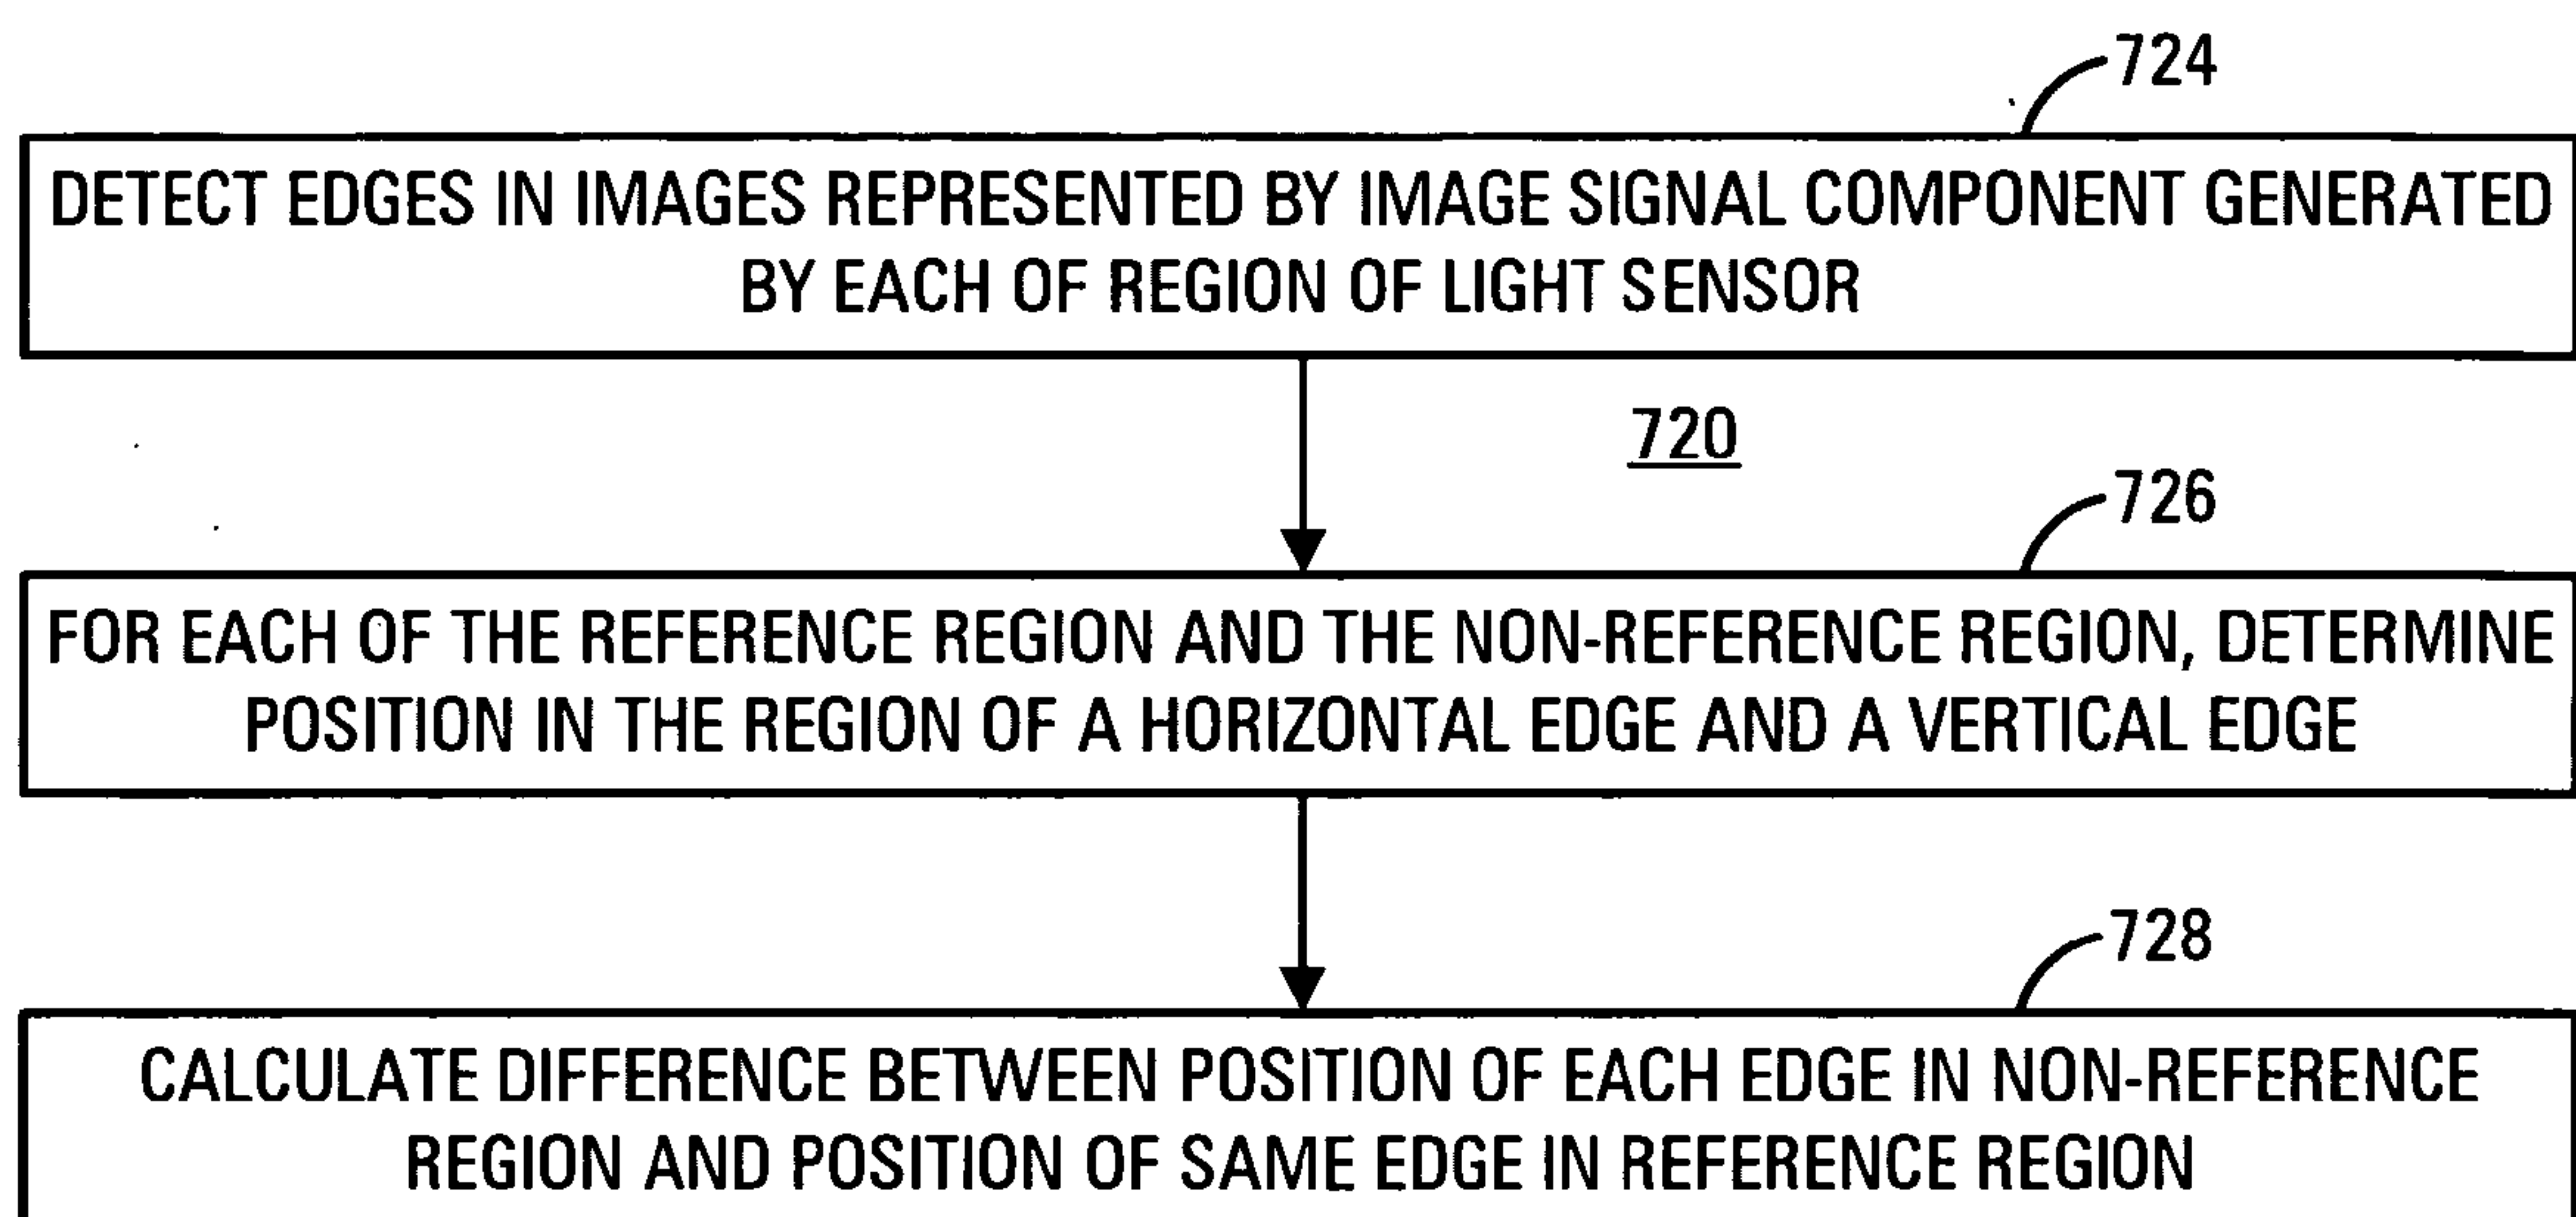 724
DETECT EDGES IN IMAGES REPRESENTED BY IMAGE SIGNAL COMPONENT GENERATED
BY EACH OF REGION OF LIGHT SENSOR
720
726
FOR EACH OF THE REFERENCE REGION AND THE NON-REFERENCE REGION, DETERMINE
POSITION IN THE REGION OF A HORIZONTAL EDGE AND A VERTICAL EDGE
728
CALCULATE DIFFERENCE BETWEEN POSITION OF EACH EDGE IN NON-REFERENCE
REGION AND POSITION OF SAME EDGE IN REFERENCE REGION